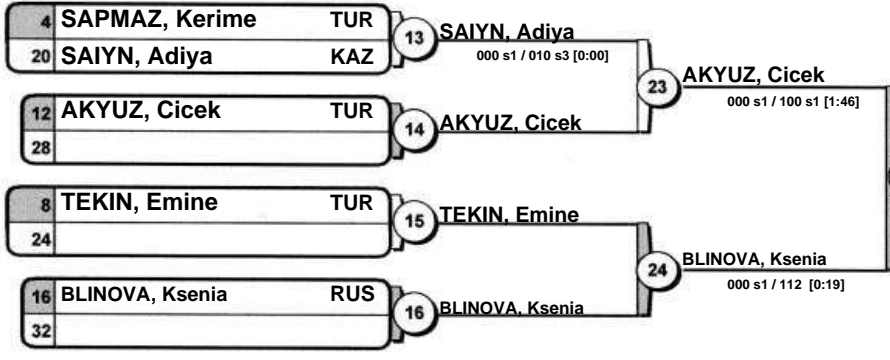 4 SAPMAZ, Kerime TUR
20 SAIYN, Adiya KAZ
13 SAIYN, Adiya
000 s1 / 010 s3 [0:00]
12 AKYUZ, Cicek TUR
28
14 AKYUZ, Cicek
23 AKYUZ, Cicek
000 s1 / 100 s1 [1:46]
8 TEKIN, Emine TUR
24
15 TEKIN, Emine
16 BLINOVA, Ksenia RUS
32
16 BLINOVA, Ksenia
24 BLINOVA, Ksenia
000 s1 / 112 [0:19]